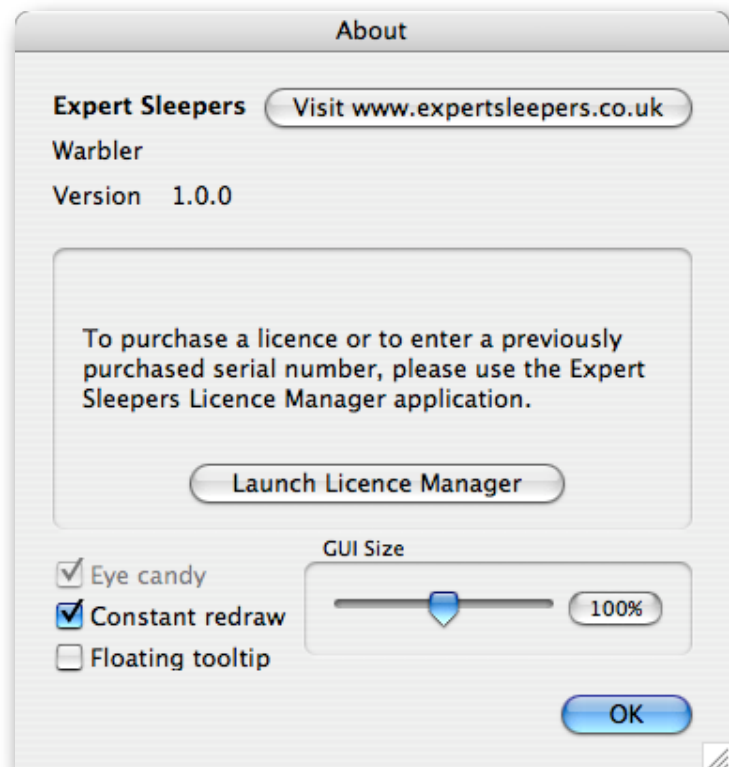 About
Expert Sleepers
Visit www.expertsleepers.co.uk
Warbler
Version 1.0.0
To purchase a licence or to enter a previously
purchased serial number, please use the Expert
Sleepers Licence Manager application.
Launch Licence Manager
GUI Size
Eye candy
Constant redraw
100%
Floating tooltip
OK